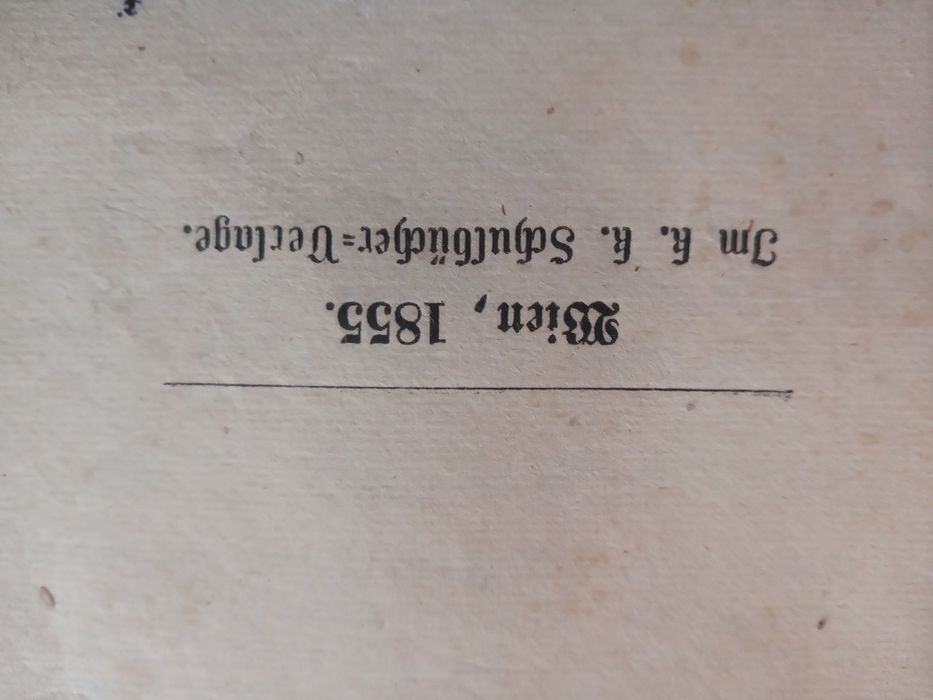 Wien, 1855.
Im k. k. Schulbücher=Verlage.